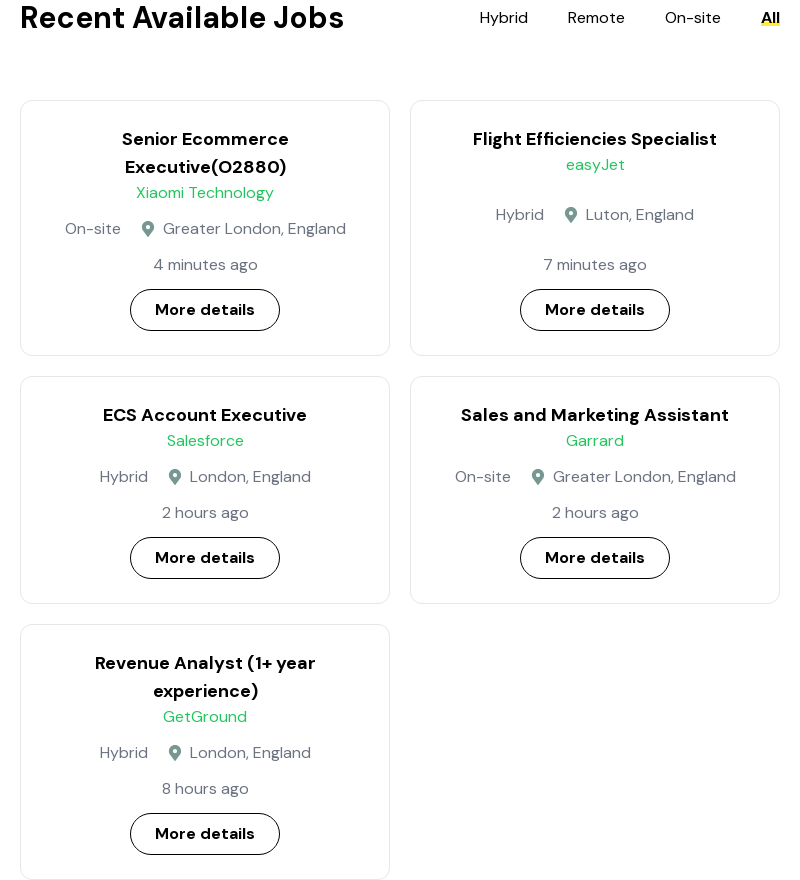 Recent Available Jobs
Hybrid Remote On-site All
Senior Ecommerce
Executive(O2880)
Xiaomi Technology
On-site Greater London, England
4 minutes ago
More details
Flight Efficiencies Specialist
easyJet
Hybrid Luton, England
7 minutes ago
More details
ECS Account Executive
Salesforce
Hybrid London, England
2 hours ago
More details
Sales and Marketing Assistant
Garrard
On-site Greater London, England
2 hours ago
More details
Revenue Analyst (1+ year
experience)
GetGround
Hybrid London, England
8 hours ago
More details